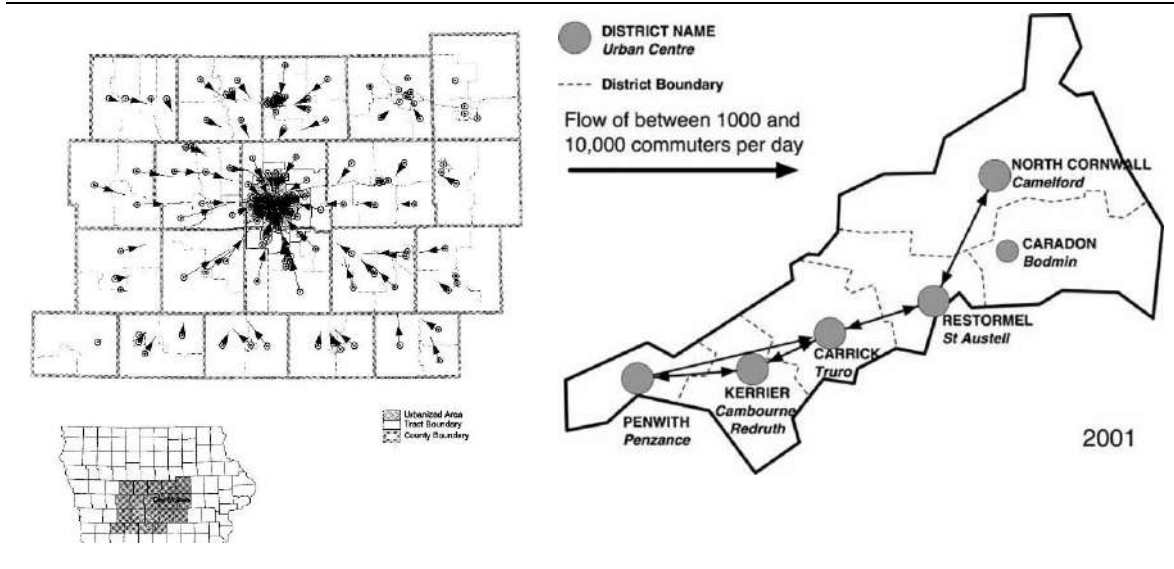 Urbanized Area
Tract Boundary
County Boundary
Des Moines
DISTRICT NAME
Urban Centre
District Boundary
Flow of between 1000 and
10,000 commuters per day
NORTH CORNWALL
Camelford
CARADON
Bodmin
RESTORMEL
St Austell
CARRICK
Truro
KERRIER
Cambourne
Redruth
PENWITH
Penzance
2001